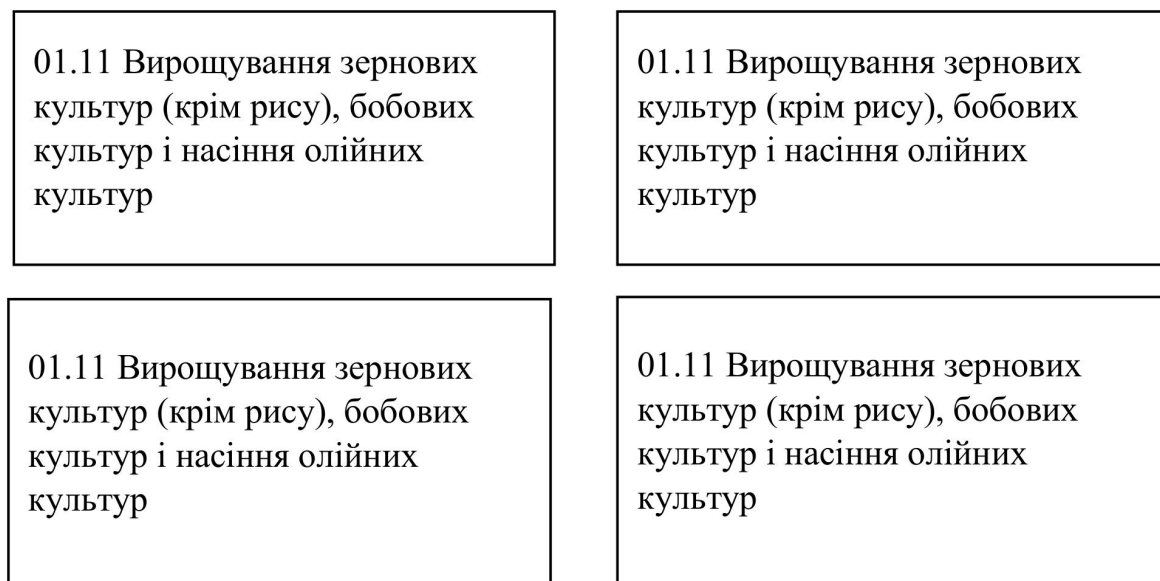 01.11 Вирощування зернових
культур (крім рису), бобових
культур і насіння олійних
культур
01.11 Вирощування зернових
культур (крім рису), бобових
культур і насіння олійних
культур
01.11 Вирощування зернових
культур (крім рису), бобових
культур і насіння олійних
культур
01.11 Вирощування зернових
культур (крім рису), бобових
культур і насіння олійних
культур